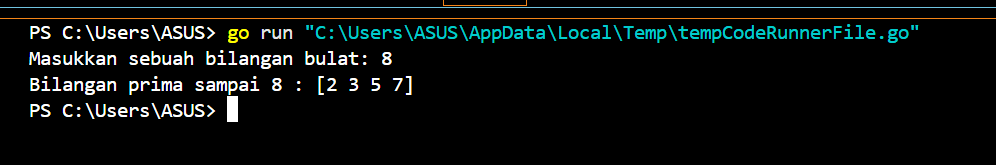 PS C:\Users\ASUS> go run "C:\Users\ASUS\AppData\Local\Temp\tempCodeRunnerFile.go"
Masukkan sebuah bilangan bulat: 8
Bilangan prima sampai 8 : [2 3 5 7]
PS C:\Users\ASUS>